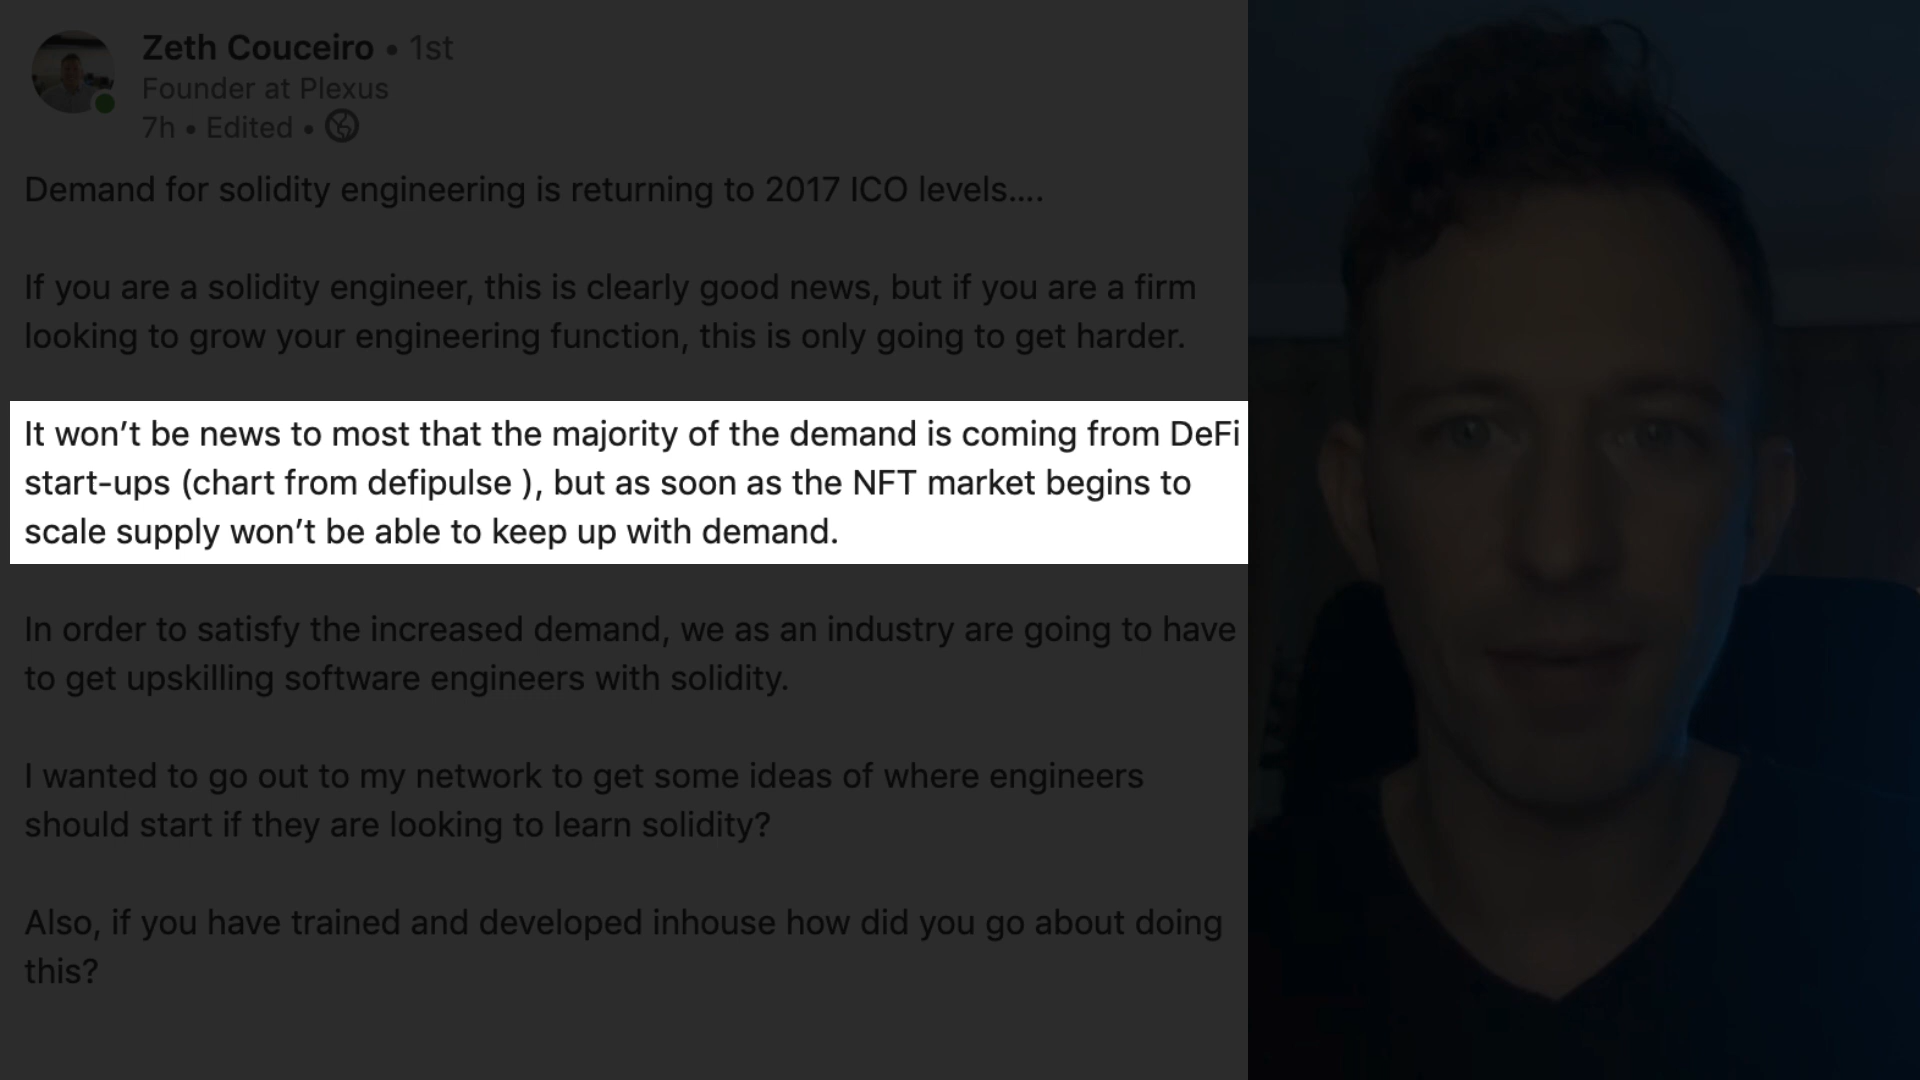 Zeth Couceiro • 1st
Founder at Plexus
7h • Edited •
Demand for solidity engineering is returning to 2017 ICO levels....
If you are a solidity engineer, this is clearly good news, but if you are a firm
looking to grow your engineering function, this is only going to get harder.
It won’t be news to most that the majority of the demand is coming from DeFi
start-ups (chart from defipulse ), but as soon as the NFT market begins to
scale supply won’t be able to keep up with demand.
In order to satisfy the increased demand, we as an industry are going to have
to get upskilling software engineers with solidity.
I wanted to go out to my network to get some ideas of where engineers
should start if they are looking to learn solidity?
Also, if you have trained and developed inhouse how did you go about doing
this?